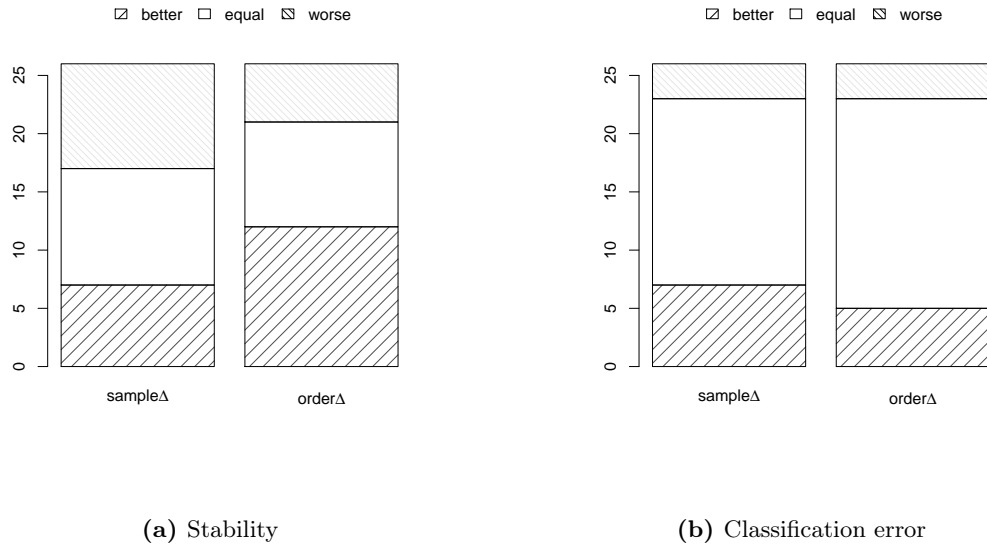 better equal worse
25
20
15
10
5
0
sampleΔ orderΔ
(a) Stability
better equal worse
25
20
15
10
5
0
sampleΔ orderΔ
(b) Classification error